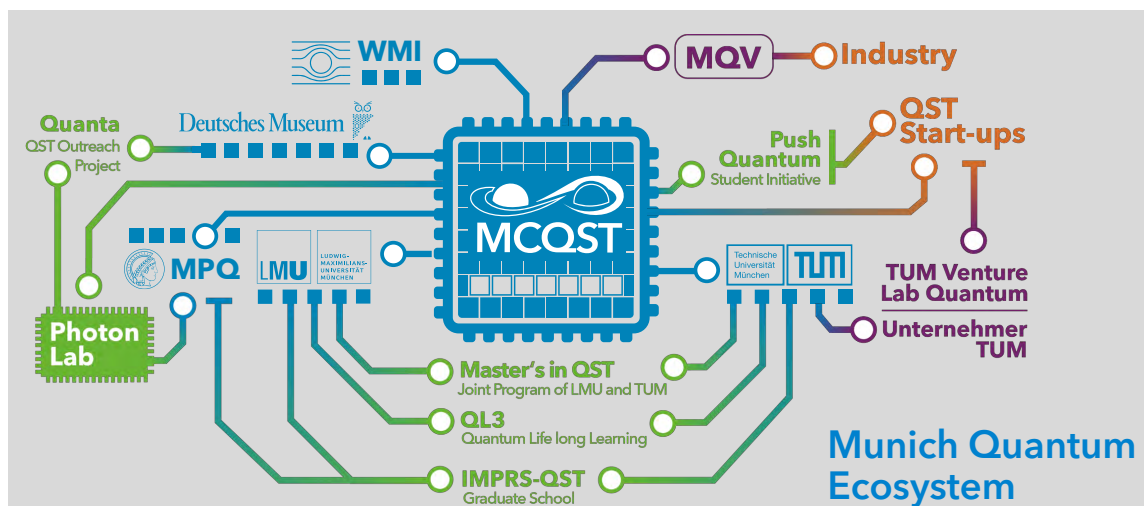 WMI
MQV
Industry
Quanta
QST Outreach
Project
Deutsches Museum
Push
Quantum
Student Initiative
QST
Start-ups
MCQST
MPQ
LMU
LUDWIG-
MAXIMILIANS-
UNIVERSITÄT
MÜNCHEN
Technische
Universität
München
TUM
TUM Venture
Lab Quantum
Unternehmer
TUM
Photon
Lab
Master's in QST
Joint Program of LMU and TUM
QL3
Quantum Life long Learning
IMPRS-QST
Graduate School
Munich Quantum
Ecosystem